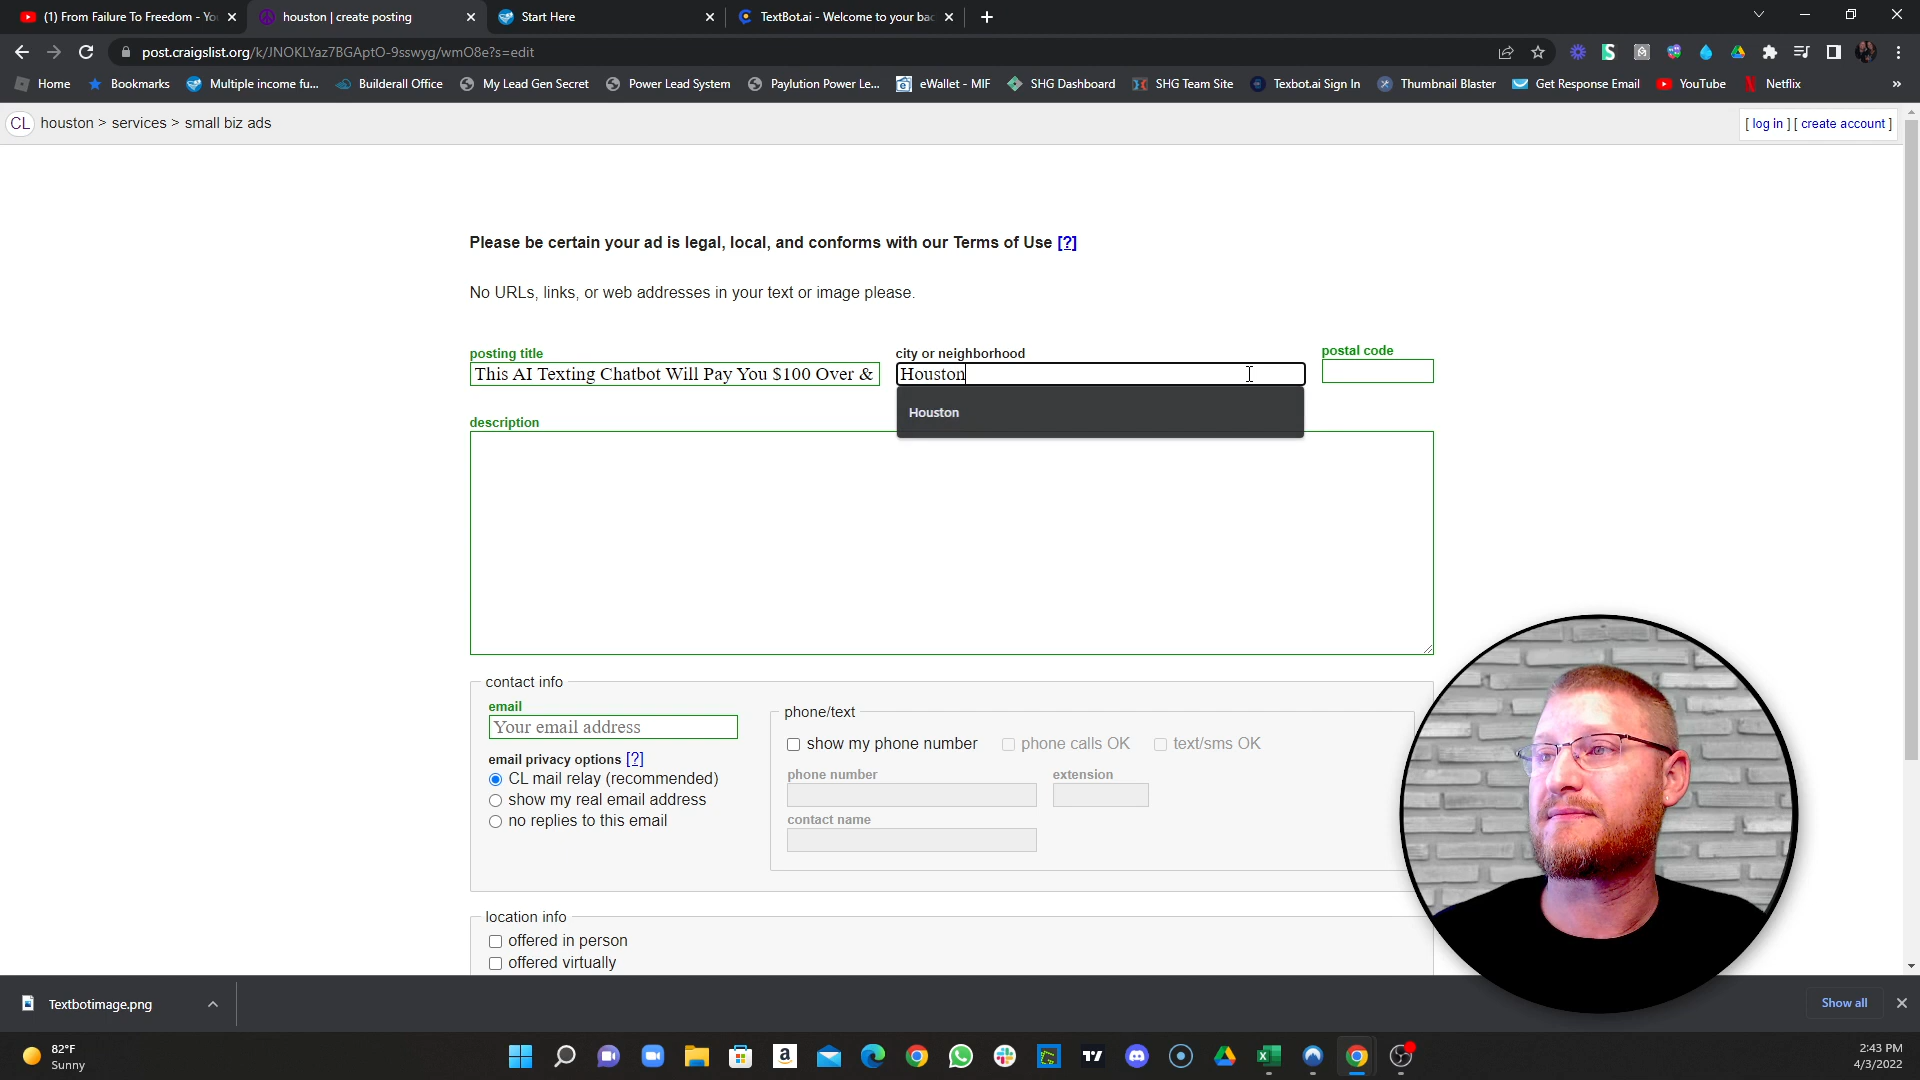 (1) From Failure To Freedom - Yo
houston | create posting
Start Here
TextBot.ai - Welcome to your bac
post.craigslist.org/k/JNOKLYaz7BGAptO-9sswyg/wmO8e?s=edit
Home
Bookmarks
Multiple income fu...
Builderall Office
My Lead Gen Secret
Power Lead System
Paylution Power Le...
eWallet - MIF
SHG Dashboard
SHG Team Site
Texbot.ai Sign In
Thumbnail Blaster
Get Response Email
YouTube
Netflix
»
CL houston > services > small biz ads
[ log in ] [ create account ]
Please be certain your ad is legal, local, and conforms with our Terms of Use [?]
No URLs, links, or web addresses in your text or image please.
posting title
city or neighborhood
postal code
This AI Texting Chatbot Will Pay You $100 Over &
Houston
Houston
description
contact info
email
Your email address
email privacy options [?]
CL mail relay (recommended)
show my real email address
no replies to this email
phone/text
show my phone number
phone calls OK
text/sms OK
phone number
extension
contact name
location info
offered in person
offered virtually
Textbotimage.png
Show all
82°F
Sunny
2:43 PM
4/3/2022